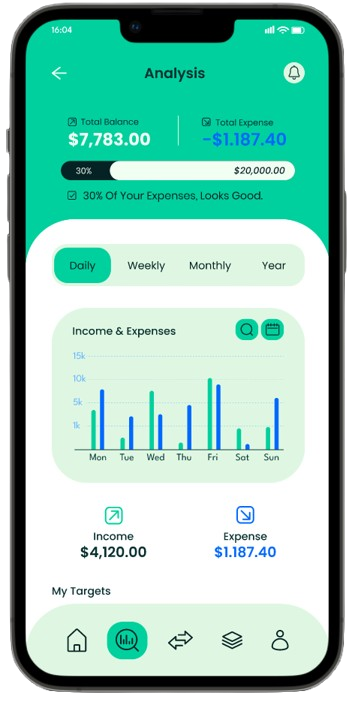 16:04
Analysis
Total Balance
Total Expense
$7,783.00
-$1.187.40
30%
$20,000.00
30% Of Your Expenses, Looks Good.
Daily
Weekly
Monthly
Year
Income & Expenses
15k
10k
5k
1k
Mon
Tue
Wed
Thu
Fri
Sat
Sun
Income
Expense
$4,120.00
$1.187.40
My Targets